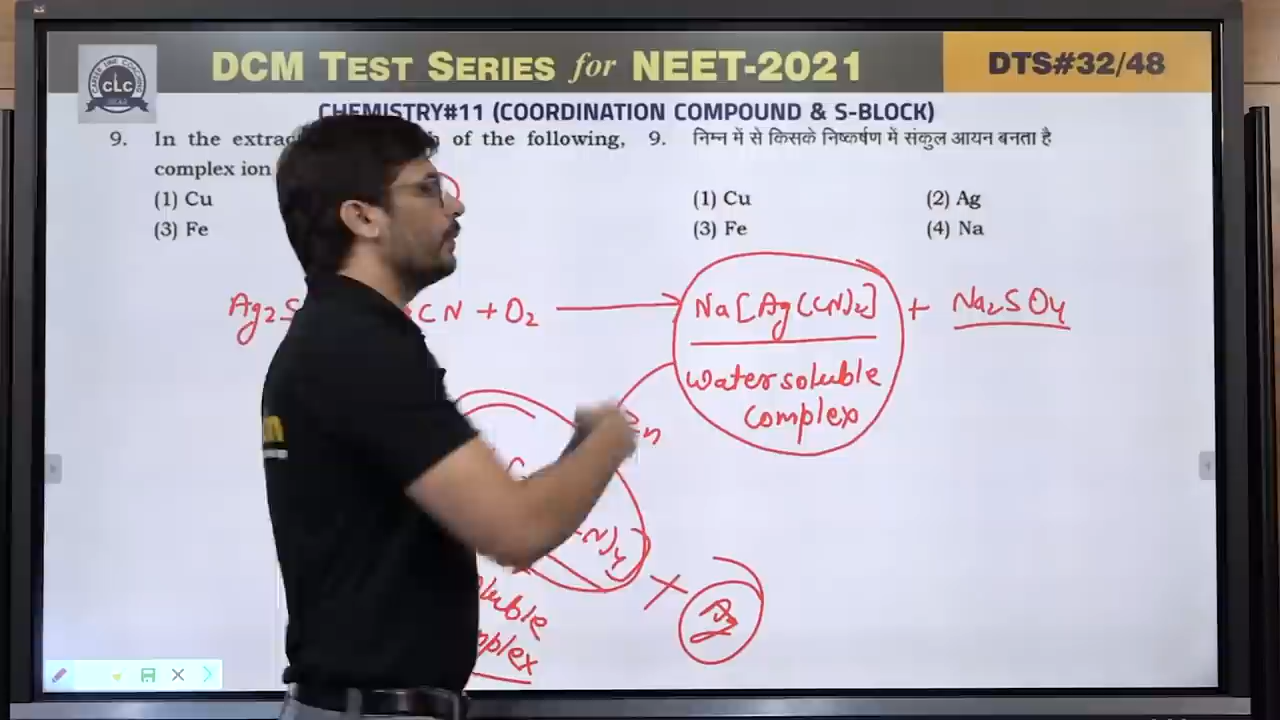 DCM TEST SERIES for NEET-2021
DTS#32/48
CLC
CHEMISTRY#11 (COORDINATION COMPOUND & S-BLOCK)
9. In the of the following,
complex ion
(1) Cu
(3) Fe
9. निम्न में से किसके निष्कर्षण में संकुल आयन बनता है
(1) Cu (2) Ag
(3) Fe (4) Na
Ag2S CN + O2 → Na[Ag(CN)2] + Na2SO4
water soluble
complex
+ Ag